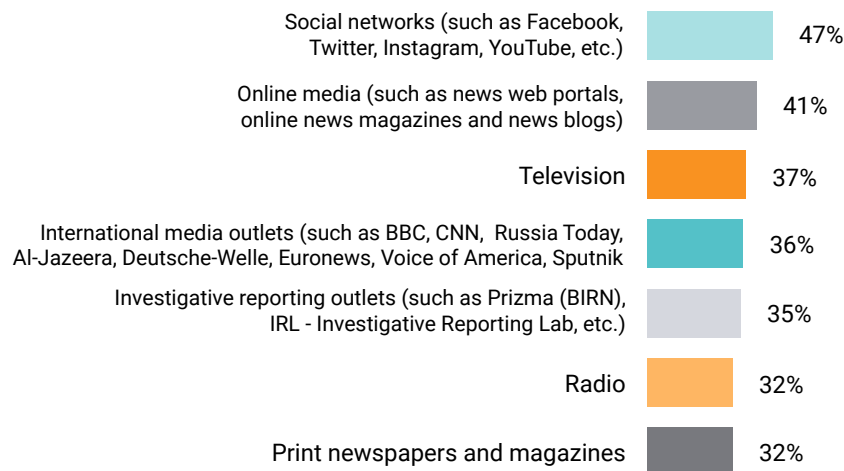 Social networks (such as Facebook,
Twitter, Instagram, YouTube, etc.)
47%
Online media (such as news web portals,
online news magazines and news blogs)
41%
Television
37%
International media outlets (such as BBC, CNN, Russia Today,
Al-Jazeera, Deutsche-Welle, Euronews, Voice of America, Sputnik
36%
Investigative reporting outlets (such as Prizma (BIRN),
IRL - Investigative Reporting Lab, etc.)
35%
Radio
32%
Print newspapers and magazines
32%